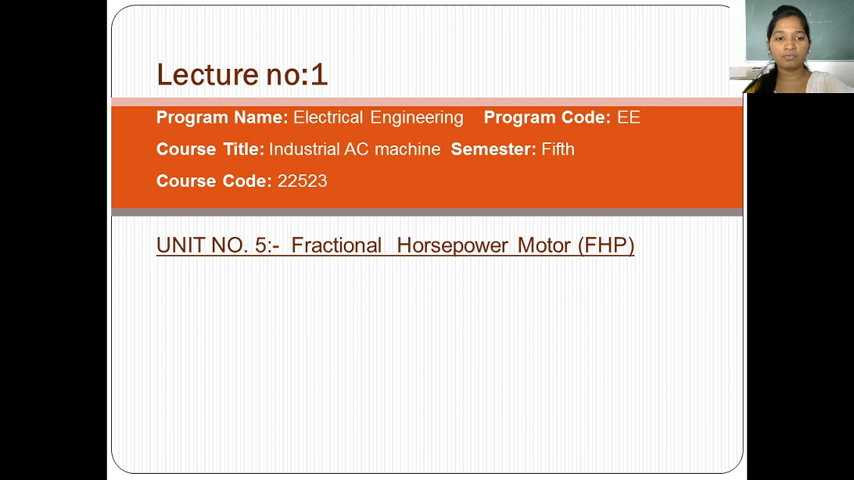 Lecture no:1
Program Name: Electrical Engineering Program Code: EE
Course Title: Industrial AC machine Semester: Fifth
Course Code: 22523
UNIT NO. 5:- Fractional Horsepower Motor (FHP)